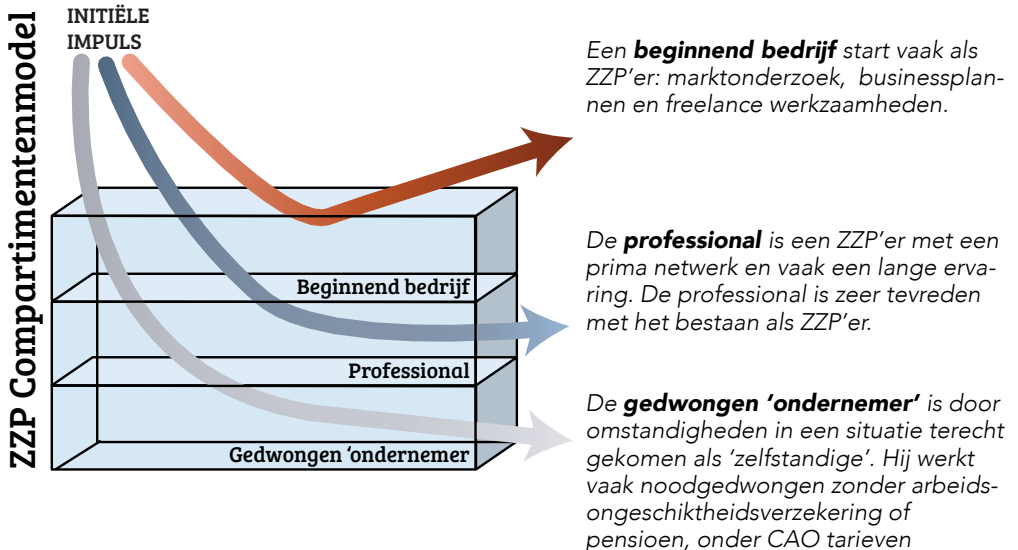 ZZP Compartimentenmodel
INITIËLE
IMPULS
Beginnend bedrijf
Professional
Gedwongen ‘ondernemer
Een beginnend bedrijf start vaak als
ZZP’er: marktonderzoek, businessplan-
nen en freelance werkzaamheden.
De professional is een ZZP’er met een
prima netwerk en vaak een lange erva-
ring. De professional is zeer tevreden
met het bestaan als ZZP’er.
De gedwongen ‘ondernemer’ is door
omstandigheden in een situatie terecht
gekomen als ‘zelfstandige’. Hij werkt
vaak noodgedwongen zonder arbeids-
ongeschiktheidsverzekering of
pensioen, onder CAO tarieven